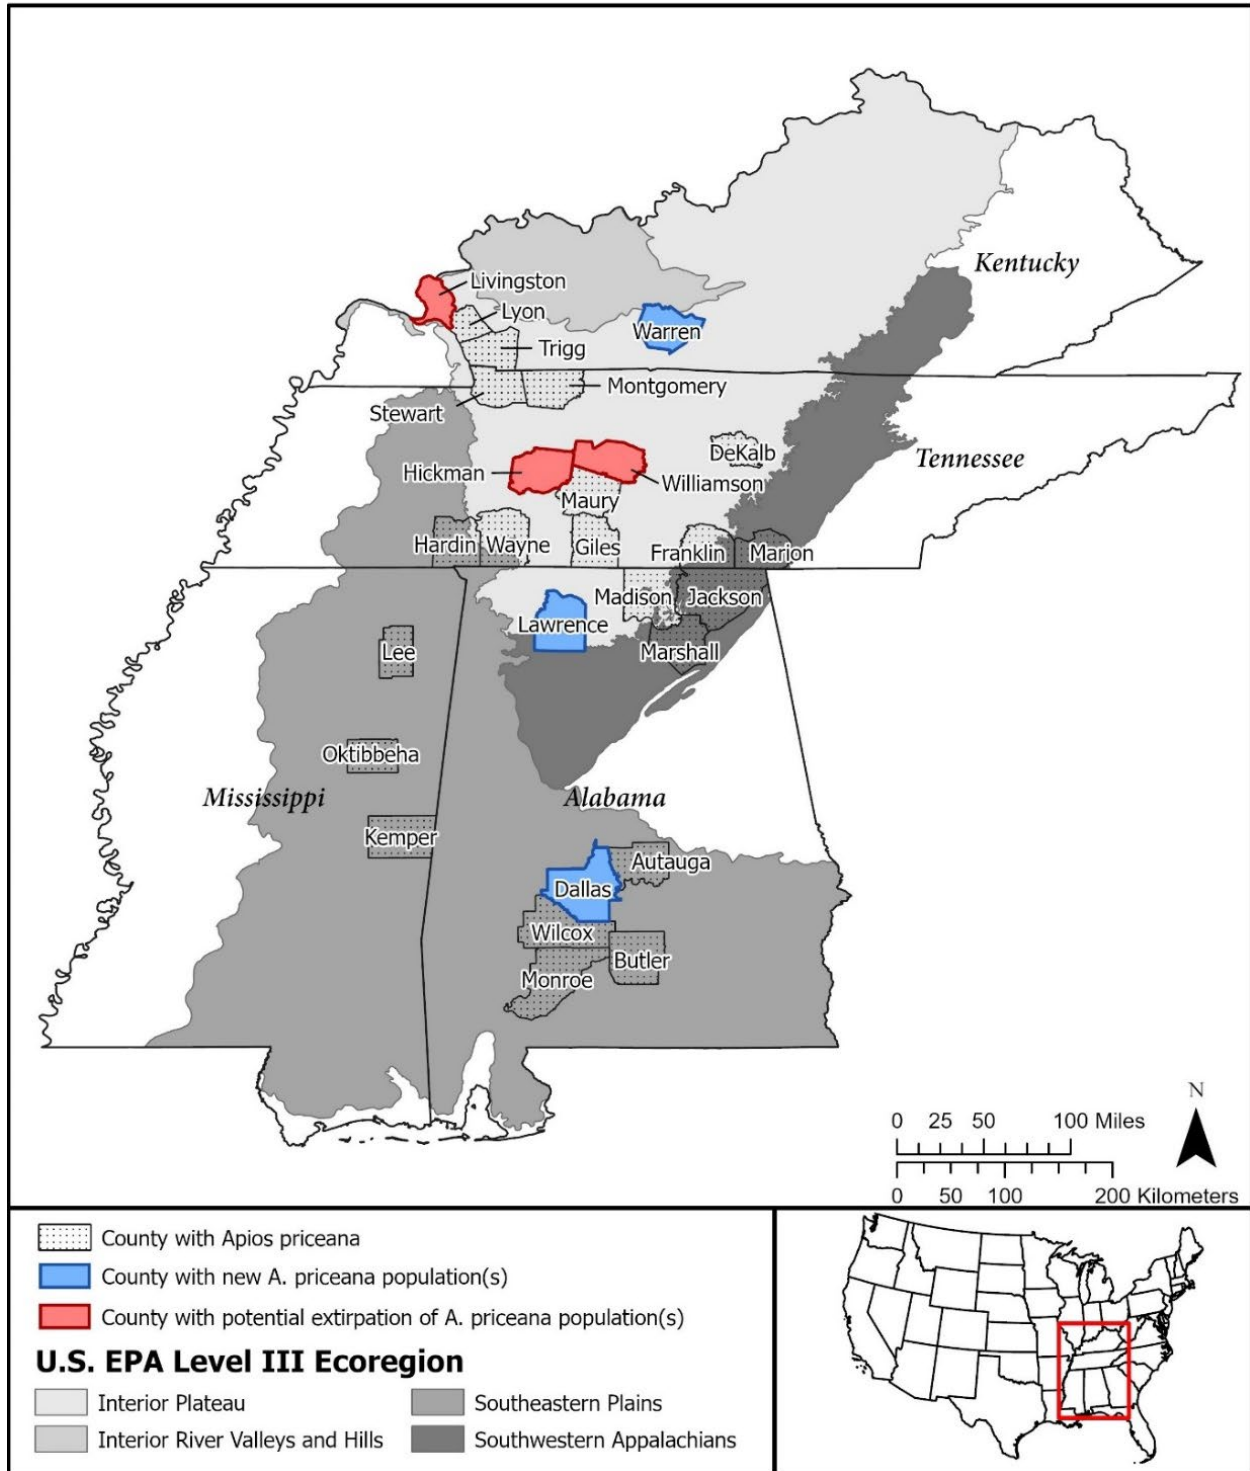 Kentucky
Livingston
Lyon
Warren
Trigg
Montgomery
Stewart
DeKalb
Tennessee
Hickman
Williamson
Maury
Hardin
Wayne
Giles
Franklin
Marion
Madison
Jackson
Lawrence
Lee
Marshall
Oktibbeha
Mississippi
Alabama
Kemper
Autauga
Dallas
Wilcox
Butler
Monroe
N
0 25 50 100 Miles
0 50 100 200 Kilometers
County with Apios priceana
County with new A. priceana population(s)
County with potential extirpation of A. priceana population(s)
U.S. EPA Level III Ecoregion
Interior Plateau
Southeastern Plains
Interior River Valleys and Hills
Southwestern Appalachians